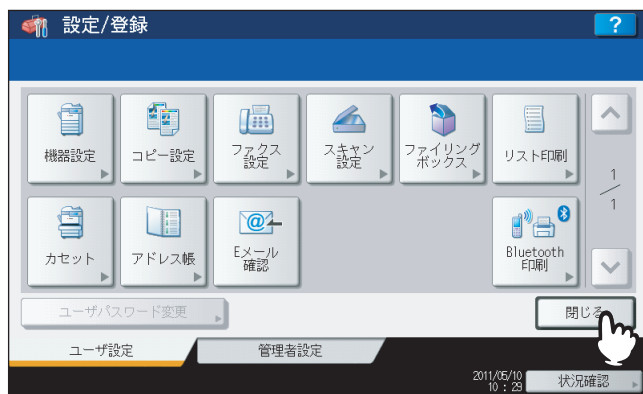 設定/登録
?
機器設定
コピー設定
ファクス
設定
スキャン
設定
ファイリング
ボックス
リスト印刷
1
1
カセット
アドレス帳
@
Eメール
確認
Bluetooth
印刷
ユーザパスワード変更
閉じる
ユーザ設定
管理者設定
2011/05/10
10 : 29
状況確認